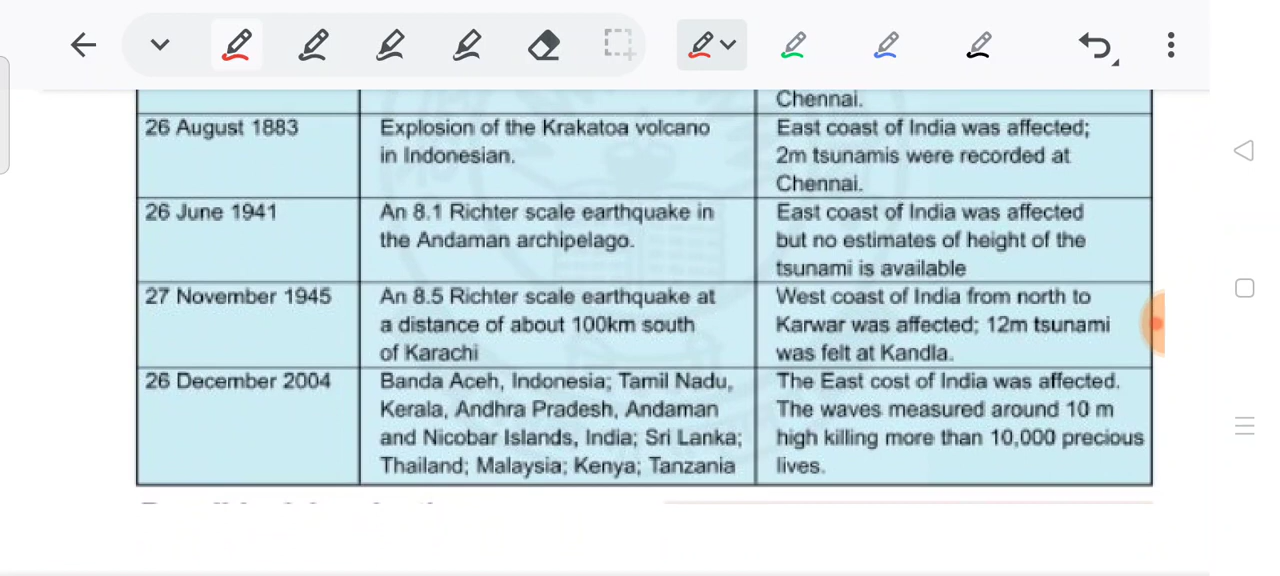 Chennai.
26 August 1883
Explosion of the Krakatoa volcano
in Indonesian.
East coast of India was affected;
2m tsunamis were recorded at
Chennai.
26 June 1941
An 8.1 Richter scale earthquake in
the Andaman archipelago.
East coast of India was affected
but no estimates of height of the
tsunami is available
27 November 1945
An 8.5 Richter scale earthquake at
a distance of about 100km south
of Karachi
West coast of India from north to
Karwar was affected; 12m tsunami
was felt at Kandla.
26 December 2004
Banda Aceh, Indonesia; Tamil Nadu,
Kerala, Andhra Pradesh, Andaman
and Nicobar Islands, India; Sri Lanka;
Thailand; Malaysia; Kenya; Tanzania
The East cost of India was affected.
The waves measured around 10 m
high killing more than 10,000 precious
lives.